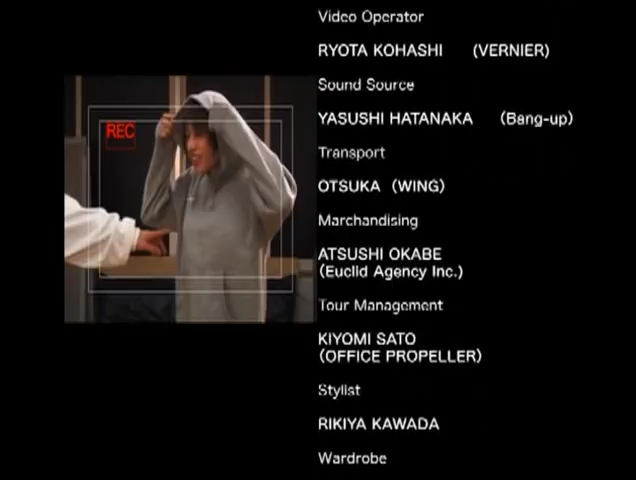 Video Operator
RYOTA KOHASHI (VERNIER)
Sound Source
YASUSHI HATANAKA (Bang-up)
Transport
OTSUKA (WING)
Marchandising
ATSUSHI OKABE
(Euclid Agency Inc.)
Tour Management
KIYOMI SATO
(OFFICE PROPELLER)
Stylist
RIKIYA KAWADA
Wardrobe
REC